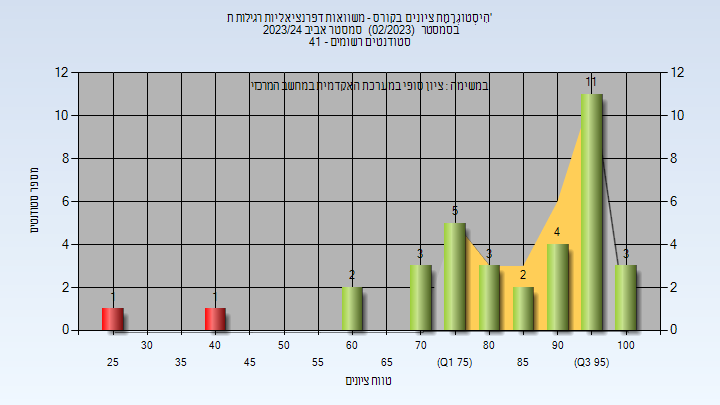 היסטוגרמת ציונים בקורס - משוואות דפרנציאליות רגילות ת'
בסמסטר (02/2023) סמסטר אביב 2023/24
סטודנטים רשומים - 41
במשימה : ציון סופי במערכת האקדמית במחשב המרכזי
12 12
10 10
8 8
6 6
4 4
2 2
0 0
11
5
4
3 3 3
2 2
1 1
מספר סטודנטים
30 40 50 60 70 80 90 100
25 35 45 55 65 (Q1 75) 85 (Q3 95)
טווח ציונים